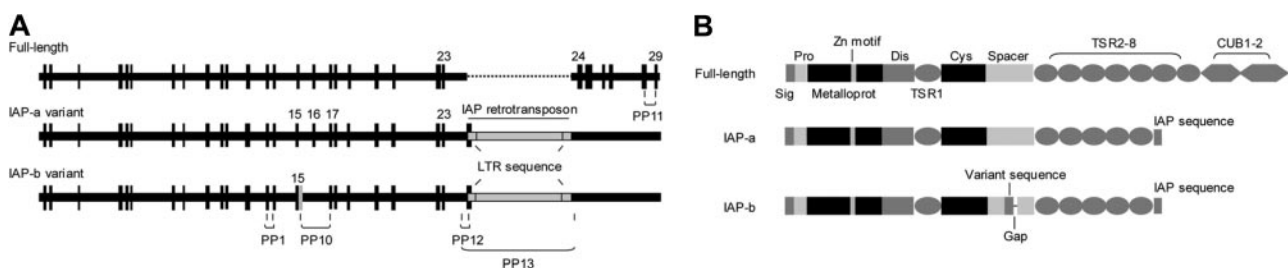 A
Full-length
23
24
29
PP11
IAP-a variant
15
16
17
23
IAP retrotransposon
LTR sequence
IAP-b variant
15
PP1
PP10
PP12
PP13
B
Zn motif
TSR2-8
CUB1-2
Pro
Dis
Cys
Spacer
Full-length
Sig
Metalloprot
TSR1
IAP sequence
IAP-a
Variant sequence
IAP sequence
IAP-b
Gap